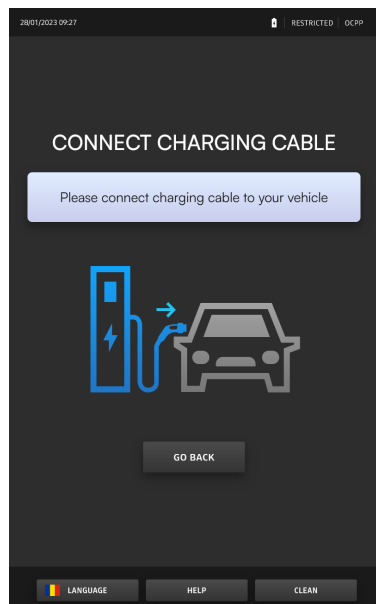 28/01/2023 09:27 RESTRICTED OCPP
CONNECT CHARGING CABLE
Please connect charging cable to your vehicle
GO BACK
LANGUAGE HELP CLEAN